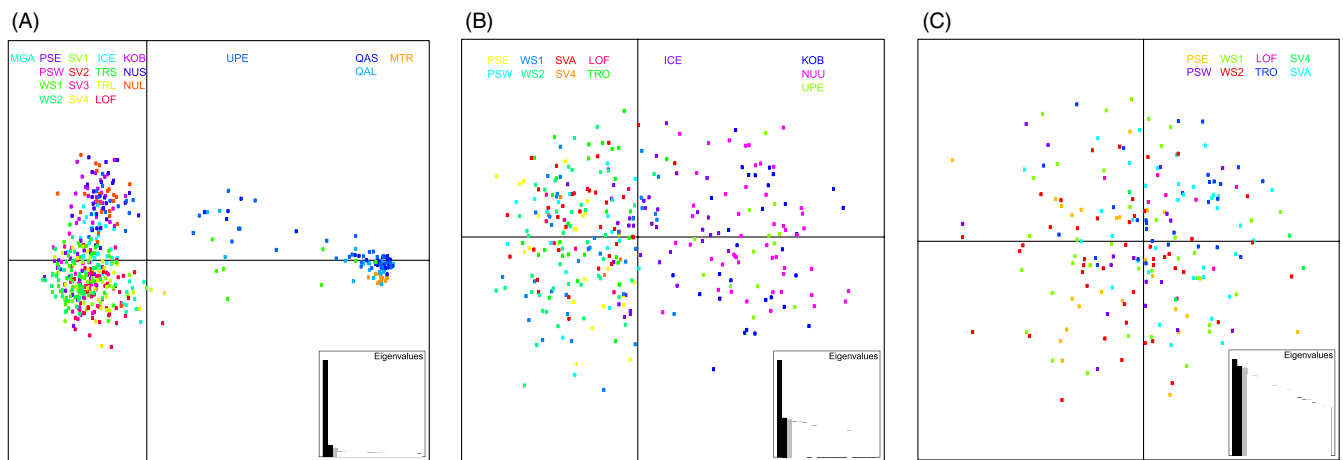 (A)
MGA PSE SV1 ICE KOB UPE QAS MTR
PSW SV2 TRS NUS QAL
WS1 SV3 TRL NUL
WS2 SV4 LOF
Eigenvalues
(B)
PSE WS1 SVA LOF ICE KOB
PSW WS2 SV4 TRO NUU
UPE
Eigenvalues
(C)
PSE WS1 LOF SV4
PSW WS2 TRO SVA
Eigenvalues